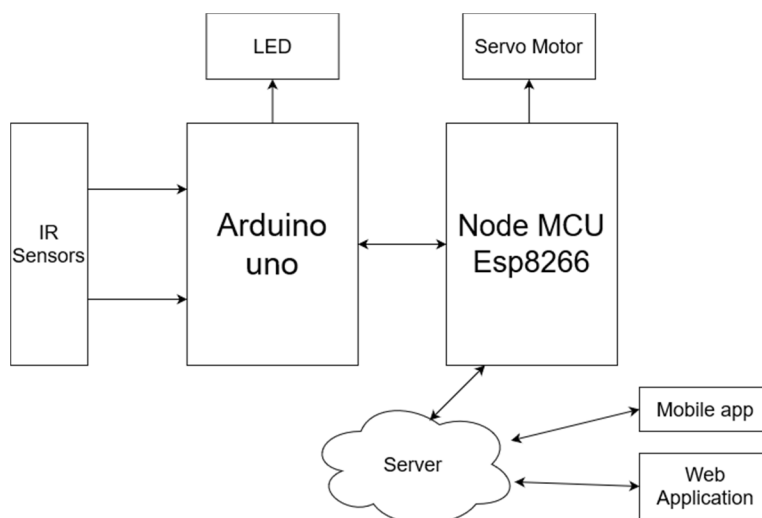 LED
Servo Motor
IR
Sensors
Arduino
uno
Node MCU
Esp8266
Server
Mobile app
Web
Application